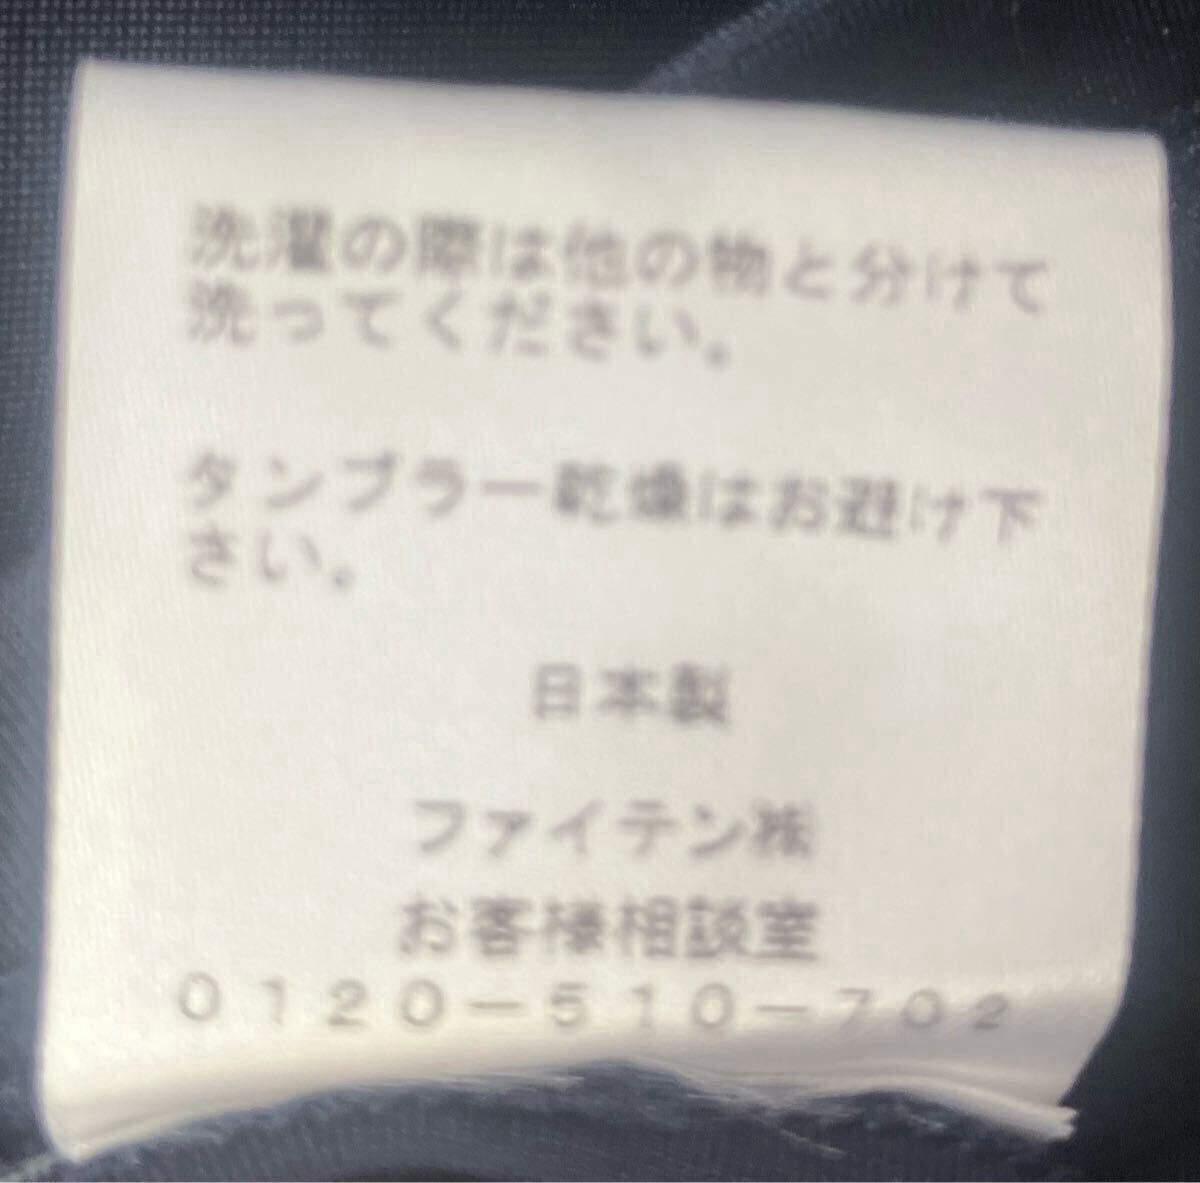 洗濯の際は他の物と分けて
洗ってください。
タンブラー乾燥はお避け下
さい。
日本製
ファイテン㈱
お客様相談室
0120-510-702